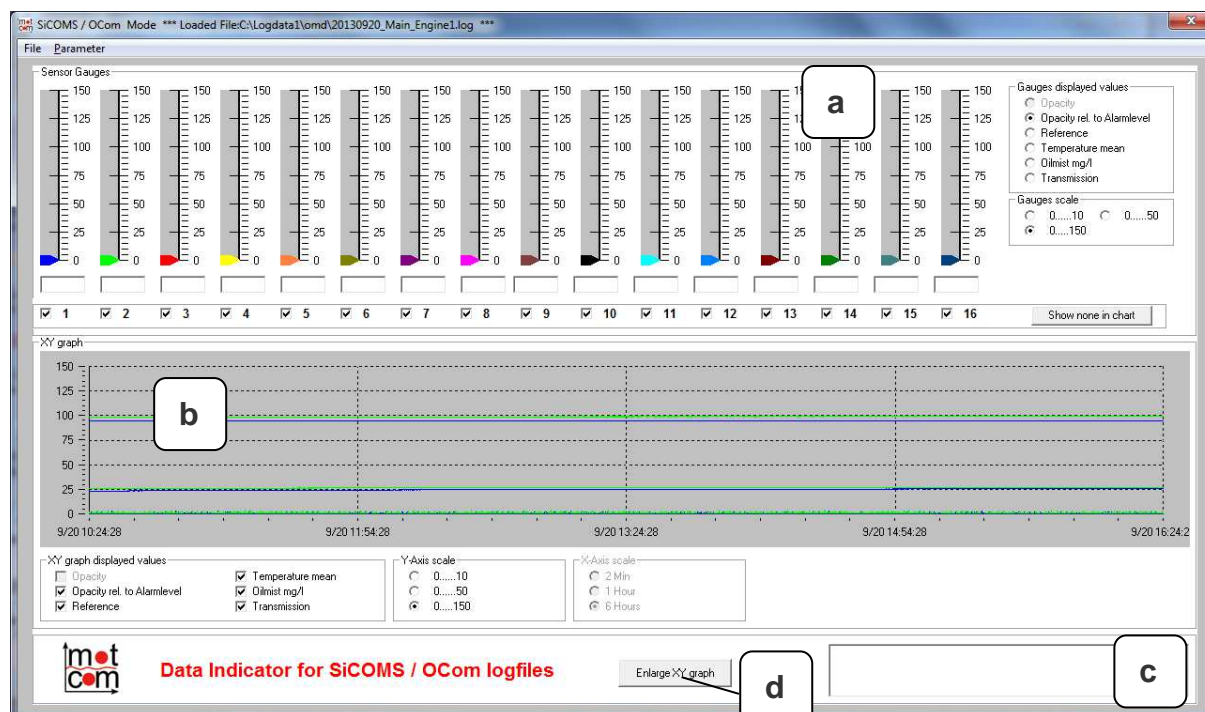 SiCOMS / OCom Mode *** Loaded File:C:\Logdata1\omd\20130920_Main_Engine1.log ***
File Parameter
Sensor Gauges
150 150 150 150 150 150 150 150 150 150 150 150 150 150 150 150
125 125 125 125 125 125 125 125 125 125 125 125 125 125 125
100 100 100 100 100 100 100 100 100 100 100 100 100 100 100 100
75 75 75 75 75 75 75 75 75 75 75 75 75 75 75 75
50 50 50 50 50 50 50 50 50 50 50 50 50 50 50 50
25 25 25 25 25 25 25 25 25 25 25 25 25 25 25 25
0 0 0 0 0 0 0 0 0 0 0 0 0 0 0 0
a
Gauges displayed values
Opacity
Opacity rel. to Alarmlevel
Reference
Temperature mean
Oilmist mg/l
Transmission
Gauges scale
0.....10 0.....50
0.....150
1 2 3 4 5 6 7 8 9 10 11 12 13 14 15 16 Show none in chart
XY graph
150
125
100
75
50
25
0
b
9/20 10:24:28 9/20 11:54:28 9/20 13:24:28 9/20 14:54:28 9/20 16:24:2
XY graph displayed values
Opacity
Opacity rel. to Alarmlevel
Reference
Temperature mean
Oilmist mg/l
Transmission
Y-Axis scale
0.....10
0.....50
0.....150
X-Axis scale
2 Min
1 Hour
6 Hours
mot
com
Data Indicator for SiCOMS / OCom logfiles
Enlarge XY graph
d
c